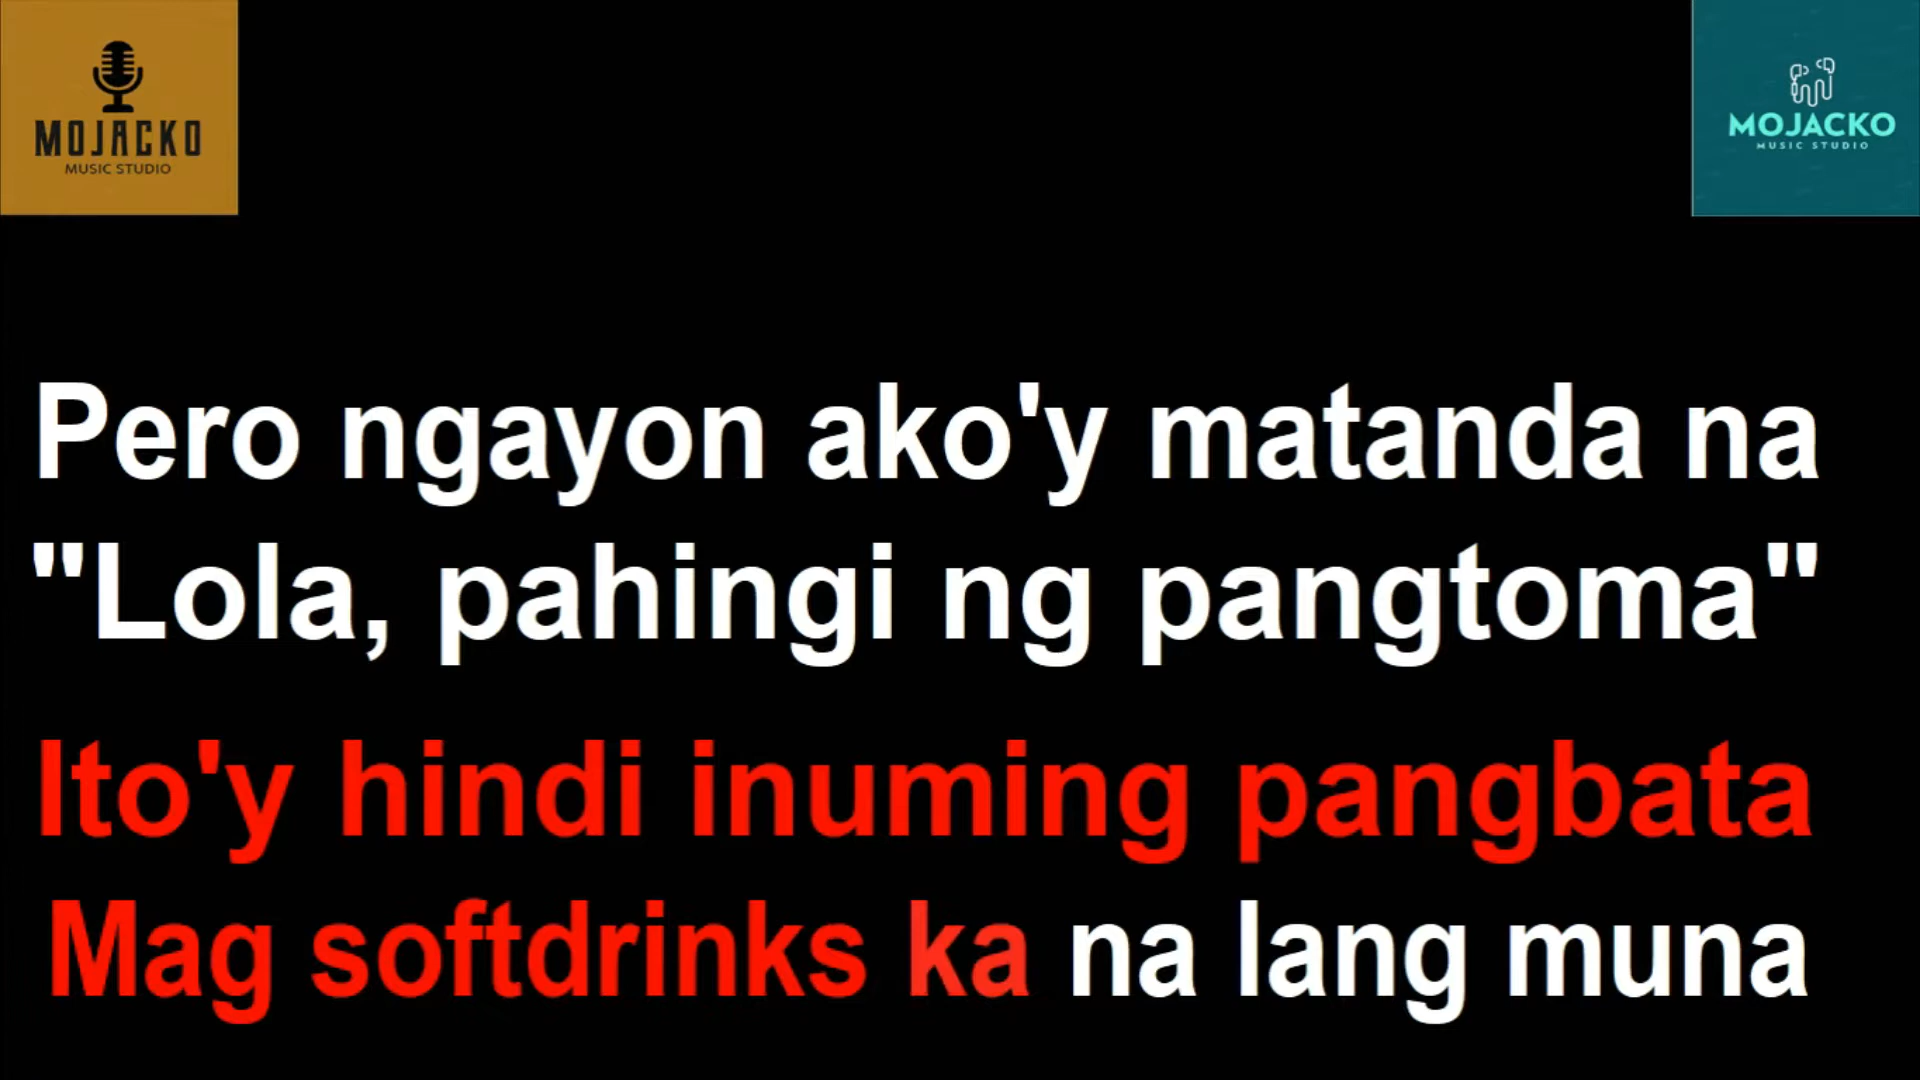 MOJACKO
MUSIC STUDIO
MOJACKO
MUSIC STUDIO
Pero ngayon ako'y matanda na
"Lola, pahingi ng pangtoma"
Ito'y hindi inuming pangbata
Mag softdrinks ka na lang muna